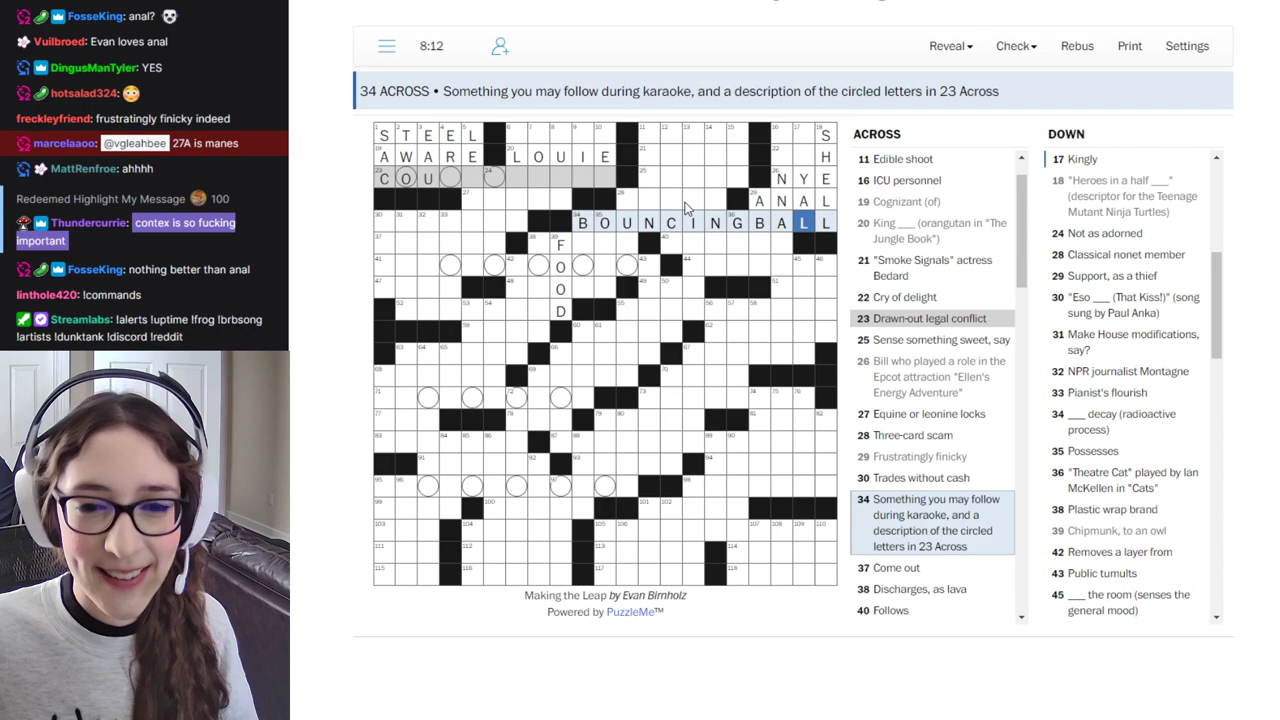 FosseKing: anal?
Vuilbroed: Evan loves anal
DingusManTyler: YES
hotsalad324:
freckleyfriend: frustratingly finicky indeed
marcelaaoo: @vgleahbee 27A is manes
MattRenfroe: ahhhh
Redeemed Highlight My Message 100
Thundercurrie: contex is so fucking
important
FosseKing: nothing better than anal
linthole420: !commands
Streamlabs: !alerts !uptime !frog !brbsong
!artists !dunktank !discord !reddit
8:12
Reveal Check Rebus Print Settings
34 ACROSS • Something you may follow during karaoke, and a description of the circled letters in 23 Across
STEEL S
AWARE LOUIE H
COU NYE
ANAL
BOUNCINGBALL
F
O
O
D
Making the Leap by Evan Birnholz
Powered by PuzzleMe™
ACROSS
11 Edible shoot
16 ICU personnel
19 Cognizant (of)
20 King ___ (orangutan in "The
Jungle Book")
21 "Smoke Signals" actress
Bedard
22 Cry of delight
23 Drawn-out legal conflict
25 Sense something sweet, say
26 Bill who played a role in the
Epcot attraction "Ellen's
Energy Adventure"
27 Equine or leonine locks
28 Three-card scam
29 Frustratingly finicky
30 Trades without cash
34 Something you may follow
during karaoke, and a
description of the circled
letters in 23 Across
37 Come out
38 Discharges, as lava
40 Follows
DOWN
17 Kingly
18 "Heroes in a half ___"
(descriptor for the Teenage
Mutant Ninja Turtles)
24 Not as adorned
28 Classical nonet member
29 Support, as a thief
30 "Eso ___ (That Kiss!)" (song
sung by Paul Anka)
31 Make House modifications,
say?
32 NPR journalist Montagne
33 Pianist's flourish
34 ___ decay (radioactive
process)
35 Possesses
36 "Theatre Cat" played by Ian
McKellen in "Cats"
38 Plastic wrap brand
39 Chipmunk, to an owl
42 Removes a layer from
43 Public tumults
45 ___ the room (senses the
general mood)